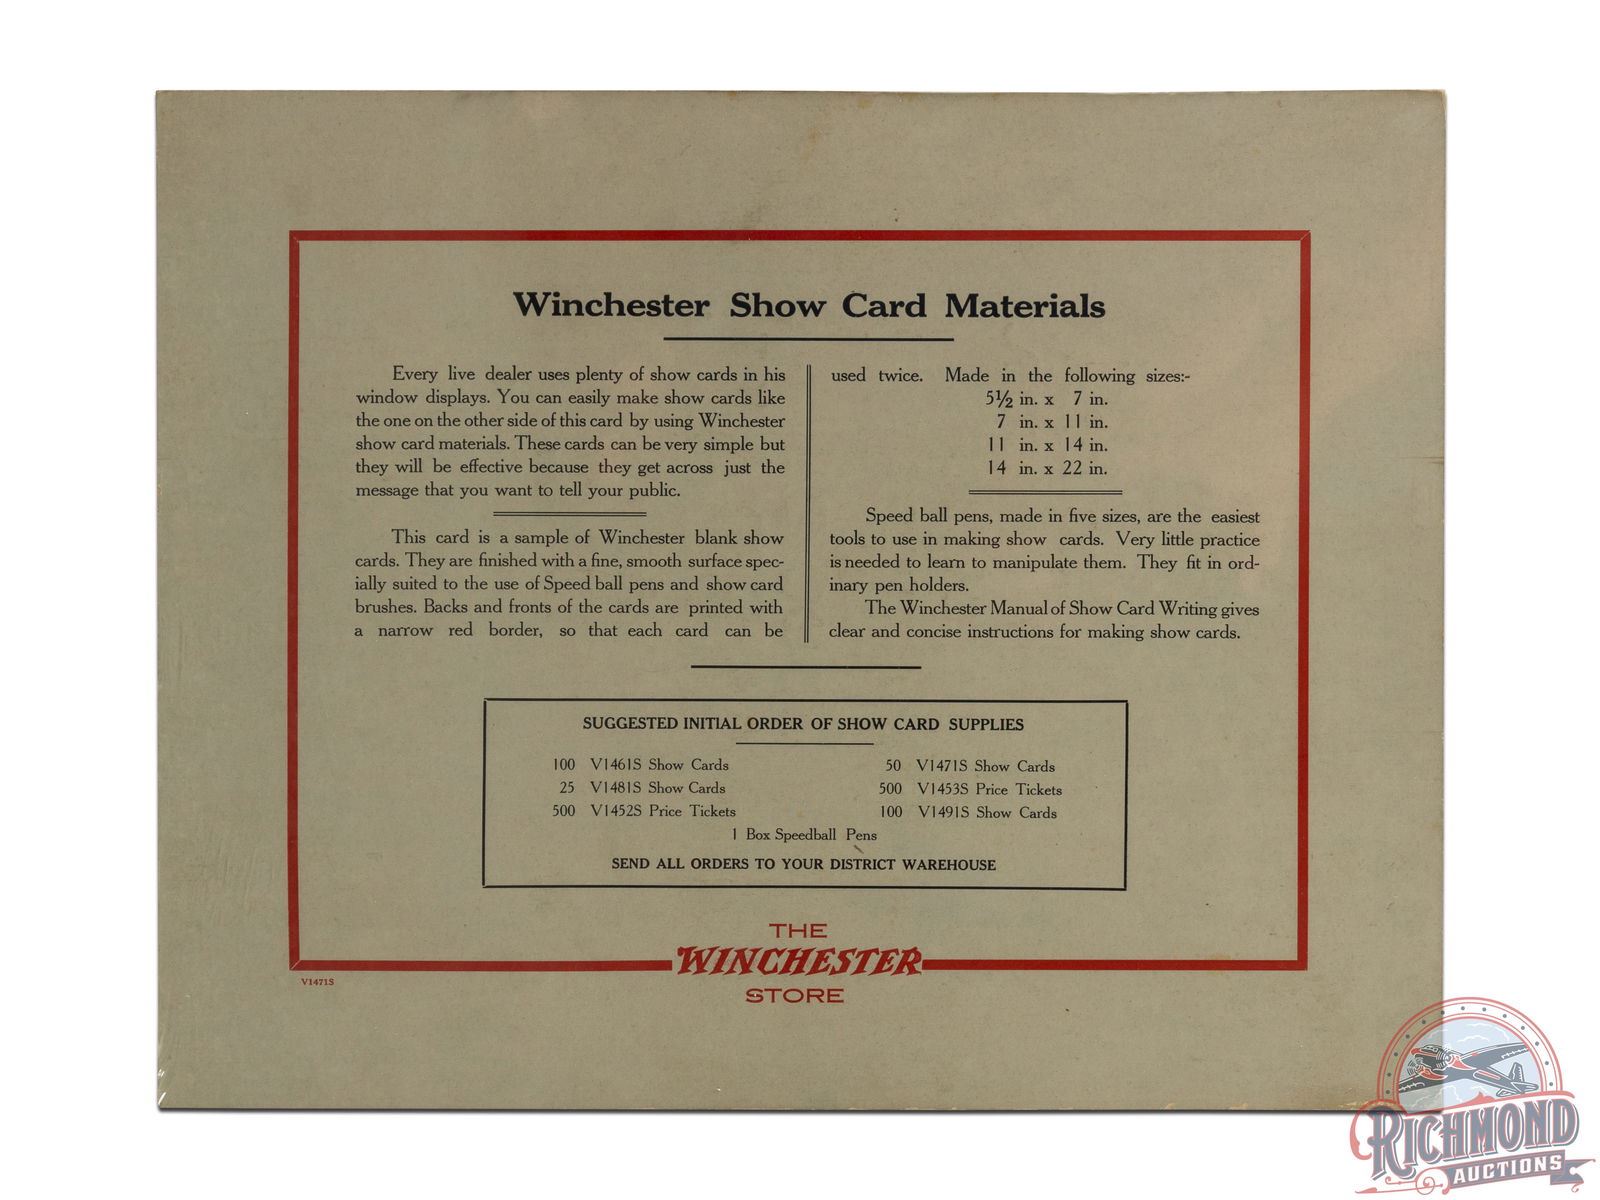 Winchester Show Card Materials
Every live dealer uses plenty of show cards in his
window displays. You can easily make show cards like
the one on the other side of this card by using Winchester
show card materials. These cards can be very simple but
they will be effective because they get across just the
message that you want to tell your public.
This card is a sample of Winchester blank show
cards. They are finished with a fine, smooth surface spec-
ially suited to the use of Speed ball pens and show card
brushes. Backs and fronts of the cards are printed with
a narrow red border, so that each card can be
used twice. Made in the following sizes:-
5½ in. x 7 in.
7 in. x 11 in.
11 in. x 14 in.
14 in. x 22 in.
Speed ball pens, made in five sizes, are the easiest
tools to use in making show cards. Very little practice
is needed to learn to manipulate them. They fit in ord-
inary pen holders.
The Winchester Manual of Show Card Writing gives
clear and concise instructions for making show cards.
SUGGESTED INITIAL ORDER OF SHOW CARD SUPPLIES
100 V1461S Show Cards 50 V1471S Show Cards
25 V1481S Show Cards 500 V1453S Price Tickets
500 V1452S Price Tickets 100 V1491S Show Cards
1 Box Speedball Pens
SEND ALL ORDERS TO YOUR DISTRICT WAREHOUSE
THE
WINCHESTER
STORE
V1471S
RICHMOND
AUCTIONS